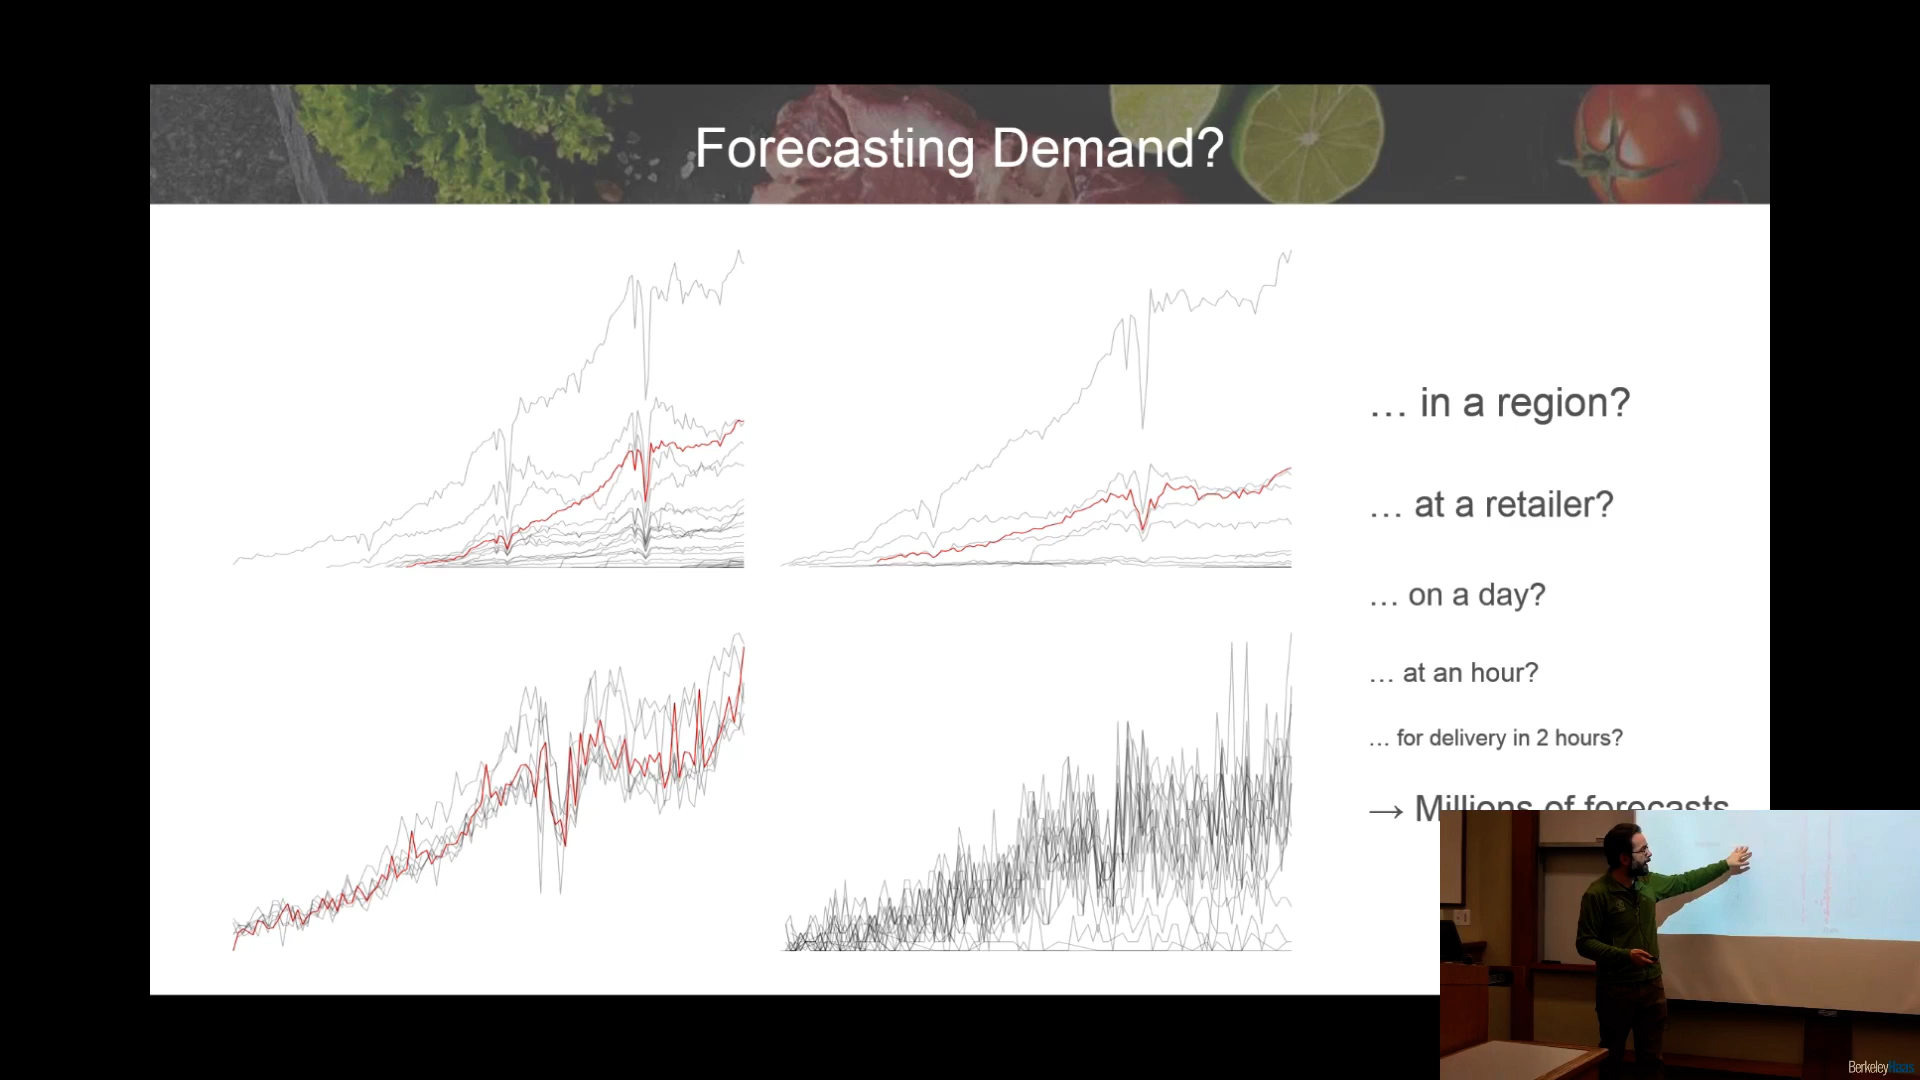 Forecasting Demand?
… in a region?
… at a retailer?
… on a day?
… at an hour?
… for delivery in 2 hours?
→ Millions of forecasts
BerkeleyHaas